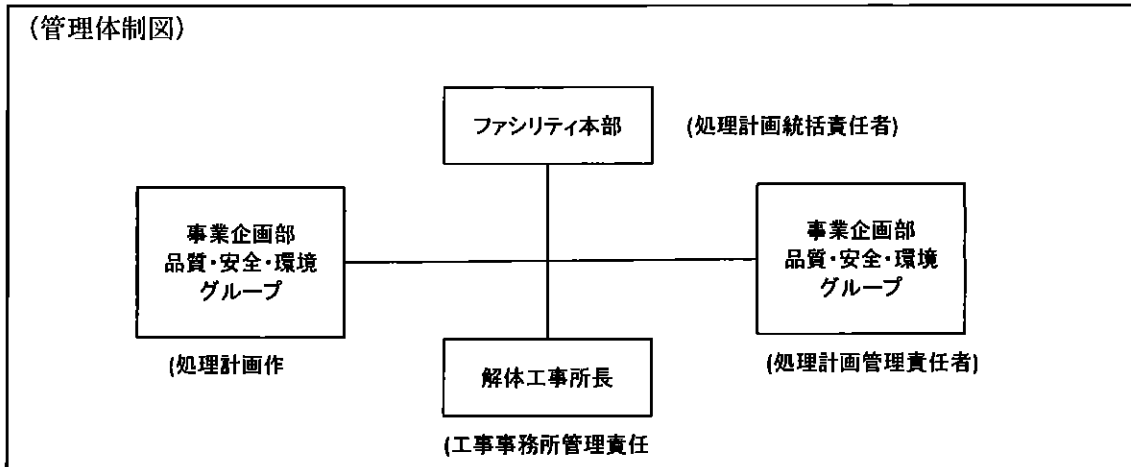 (管理体制図)
ファシリティ本部
(処理計画統括責任者)
事業企画部
品質・安全・環境
グループ
(処理計画作
事業企画部
品質・安全・環境
グループ
(処理計画管理責任者)
解体工事所長
(工事事務所管理責任